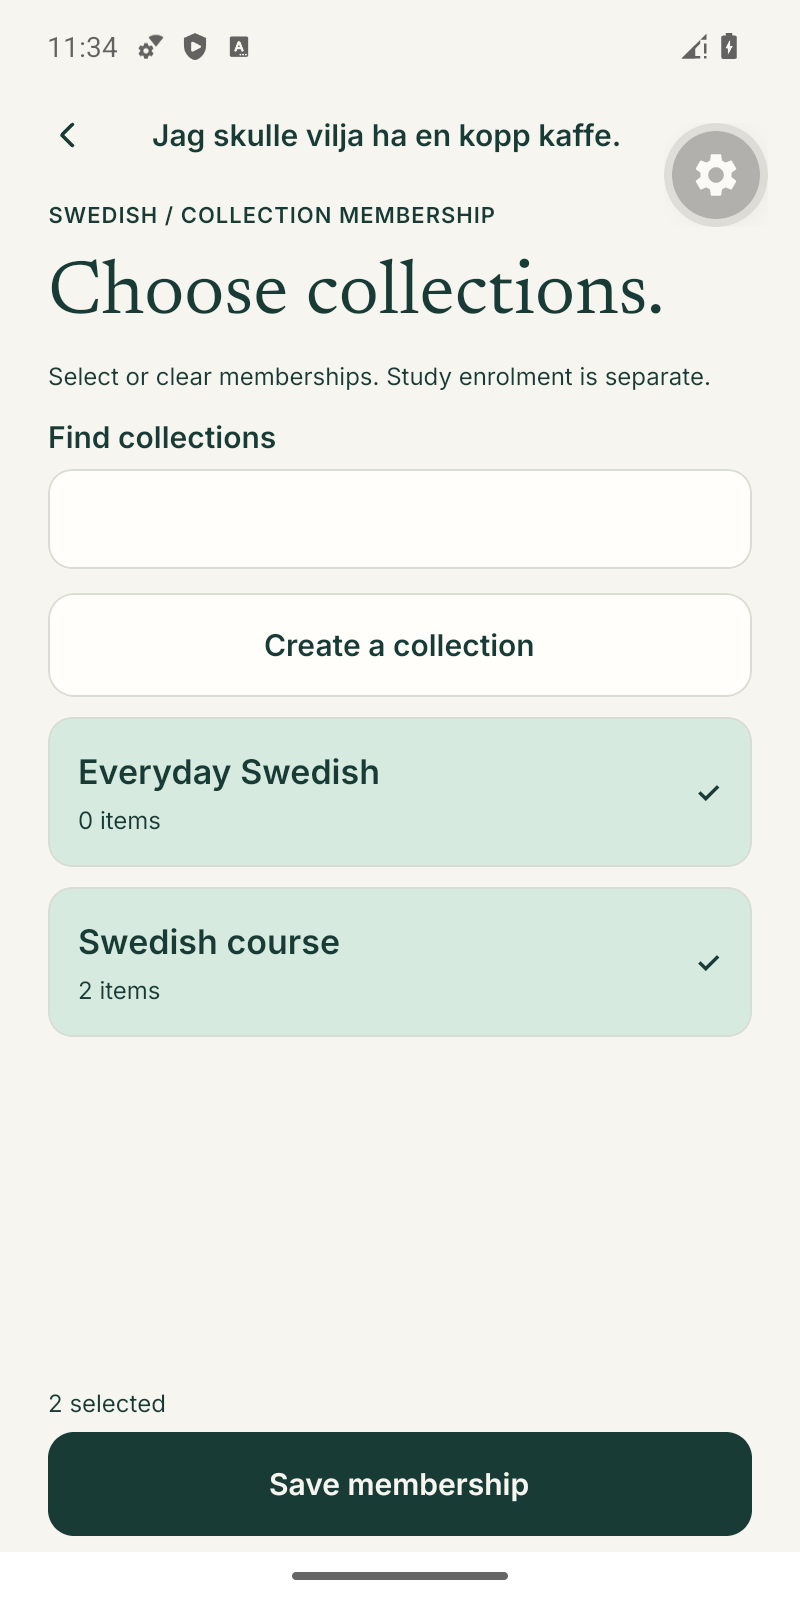 11:34
Jag skulle vilja ha en kopp kaffe.
SWEDISH / COLLECTION MEMBERSHIP
Choose collections.
Select or clear memberships. Study enrolment is separate.
Find collections
Create a collection
Everyday Swedish
0 items
Swedish course
2 items
2 selected
Save membership